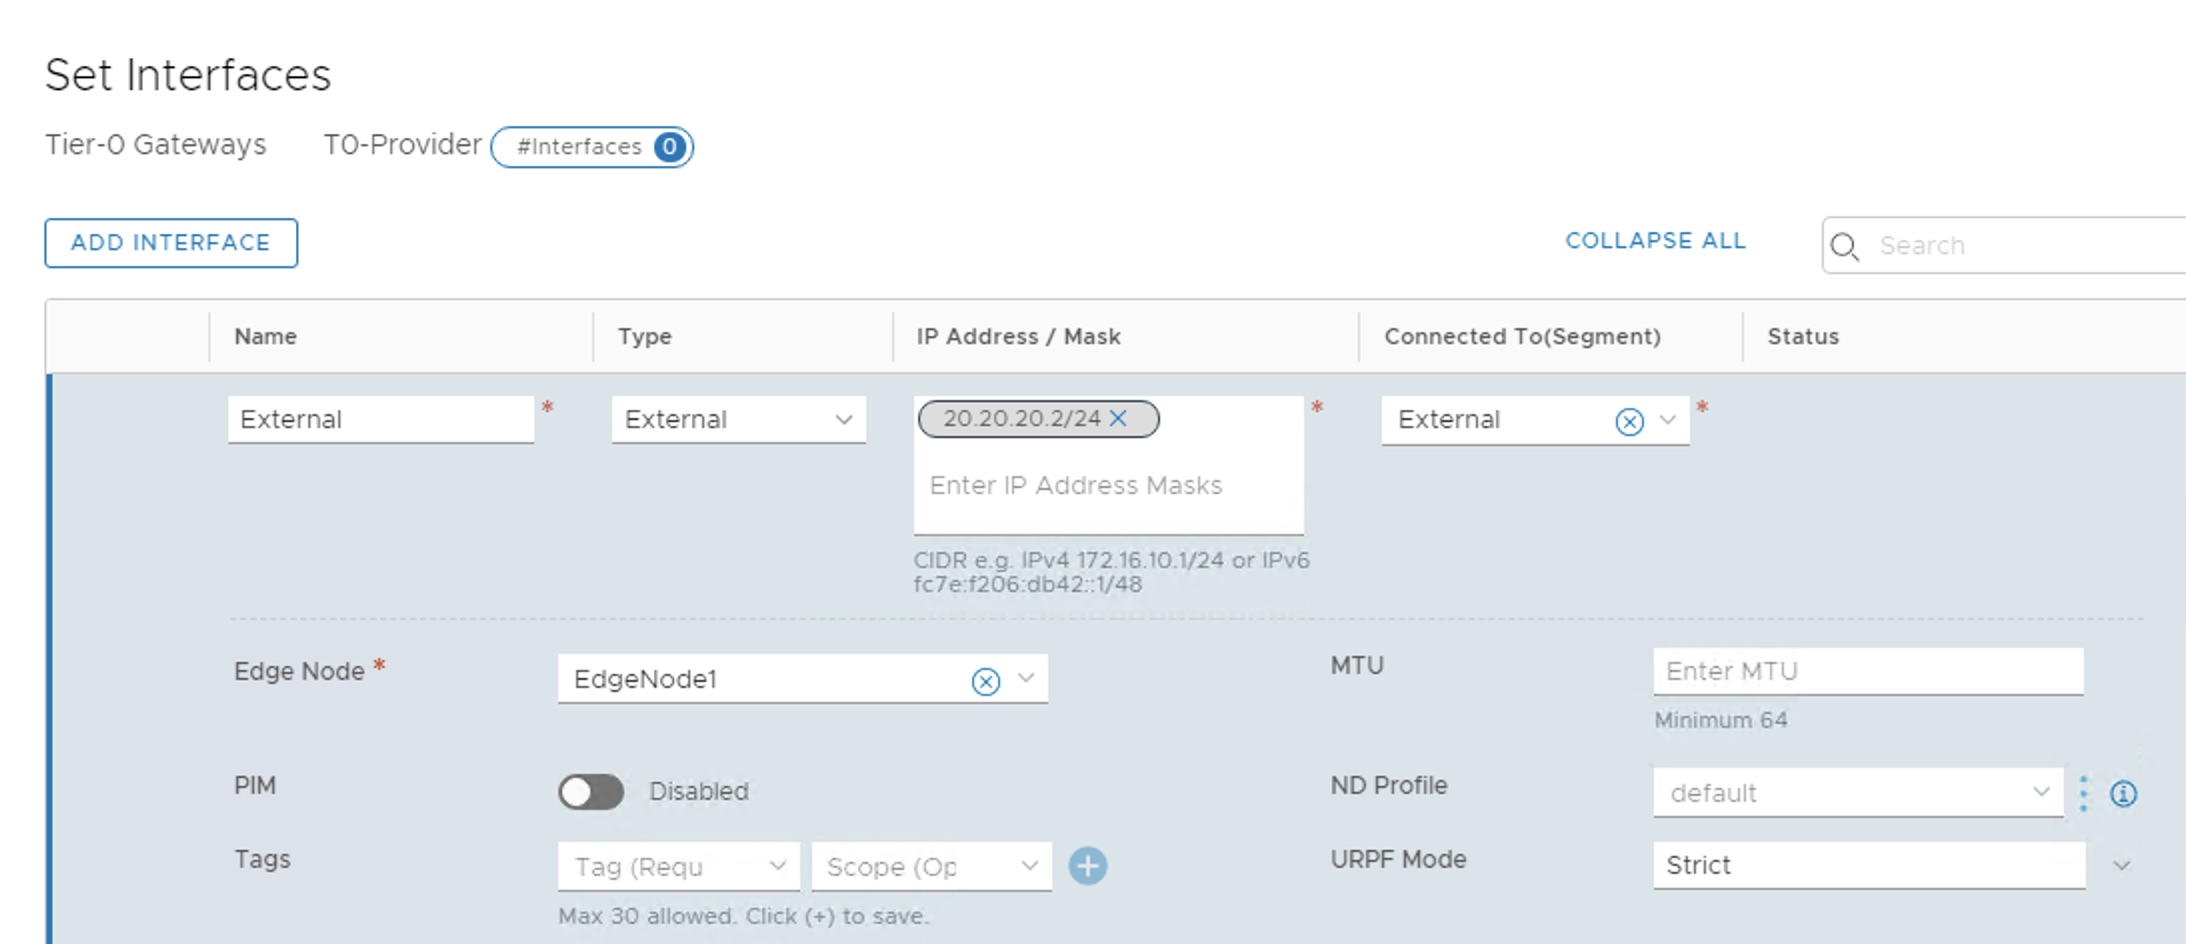 Set Interfaces
Tier-0 Gateways T0-Provider #Interfaces 0
ADD INTERFACE COLLAPSE ALL Search
Name Type IP Address / Mask Connected To(Segment) Status
External * External 20.20.20.2/24 * External *
Enter IP Address Masks
CIDR e.g. IPv4 172.16.10.1/24 or IPv6
fc7e:f206:db42::1/48
Edge Node * EdgeNode1 MTU Enter MTU
Minimum 64
PIM Disabled ND Profile default
Tags Tag (Requ Scope (Op URPF Mode Strict
Max 30 allowed. Click (+) to save.